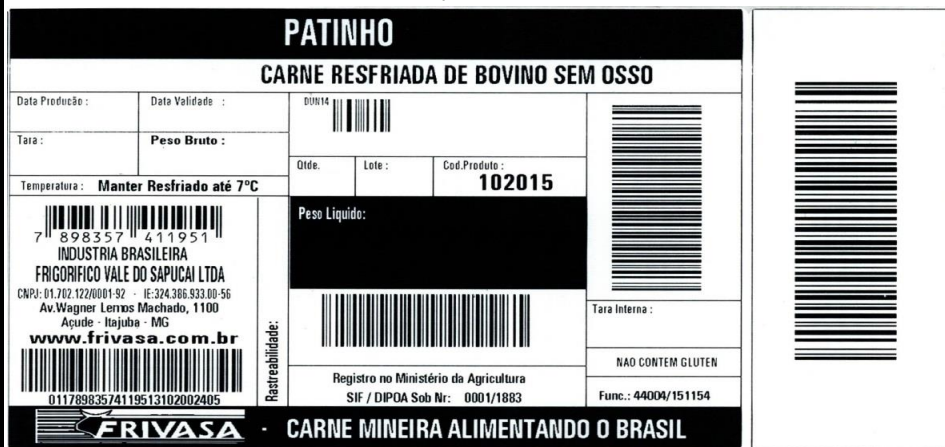 PATINHO
CARNE RESFRIADA DE BOVINO SEM OSSO
Data Producão :
Data Validade :
Tara :
Peso Bruto :
Temperatura : Manter Resfriado até 7ºC
DUN14
Qtde.
Lote :
Cod.Produto :
102015
Peso Liquido:
7 898357 411951
INDUSTRIA BRASILEIRA
FRIGORIFICO VALE DO SAPUCAI LTDA
CNPJ: 01.702.122/0001-92 - IE:324.386.933.00-56
Av.Wagner Lemos Machado, 1100
Açude - Itajuba - MG
www.frivasa.com.br
01178983574119513102002405
Rastreabilidade:
Registro no Ministério da Agricultura
SIF / DIPOA Sob Nr: 0001/1883
Tara Interna :
NAO CONTEM GLUTEN
Func.: 44004/151154
FRIVASA - CARNE MINEIRA ALIMENTANDO O BRASIL